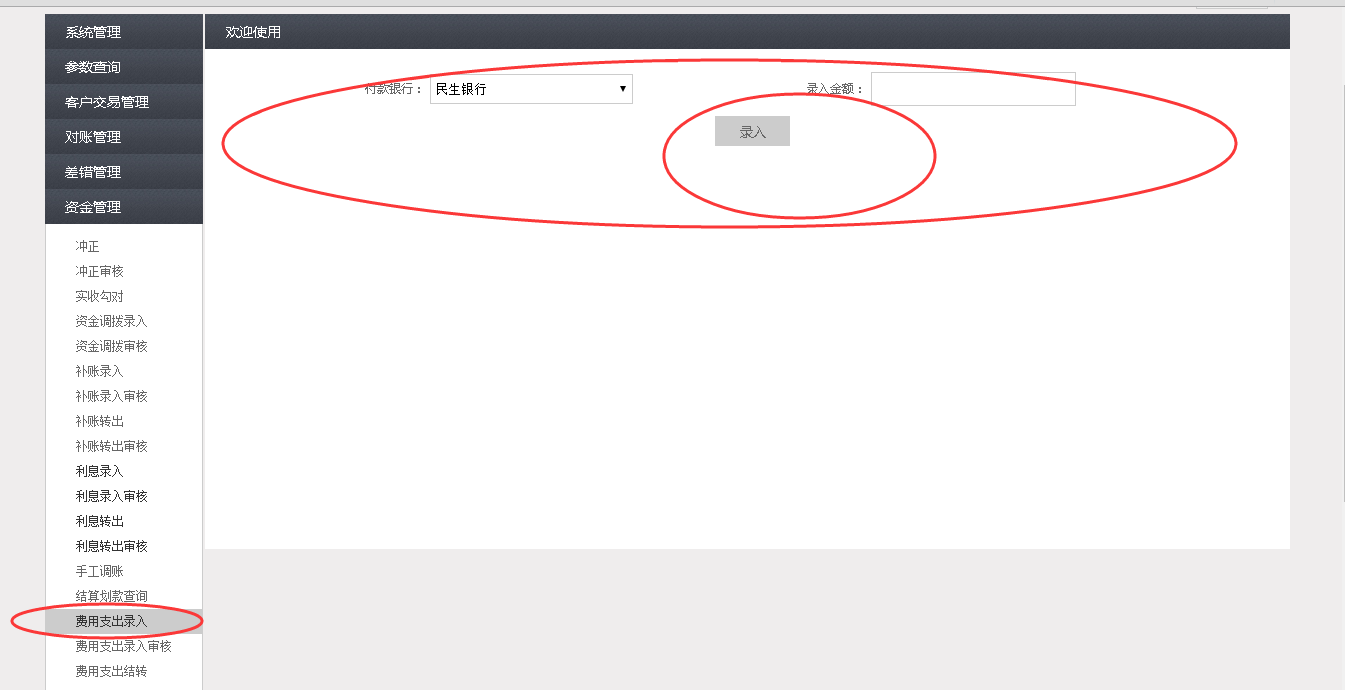 系统管理
参数查询
客户交易管理
对账管理
差错管理
资金管理
冲正
冲正审核
实收勾对
资金调拨录入
资金调拨审核
补账录入
补账录入审核
补账转出
补账转出审核
利息录入
利息录入审核
利息转出
利息转出审核
手工调账
结算划款查询
费用支出录入
费用支出录入审核
费用支出结转
欢迎使用
付款银行： 民生银行 录入金额：
录入